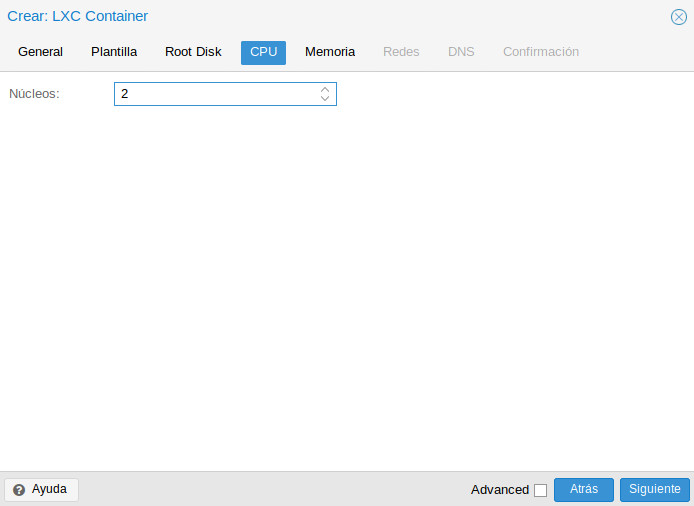 Crear: LXC Container
General Plantilla Root Disk CPU Memoria Redes DNS Confirmación
Núcleos: 2
Ayuda Advanced Atrás Siguiente